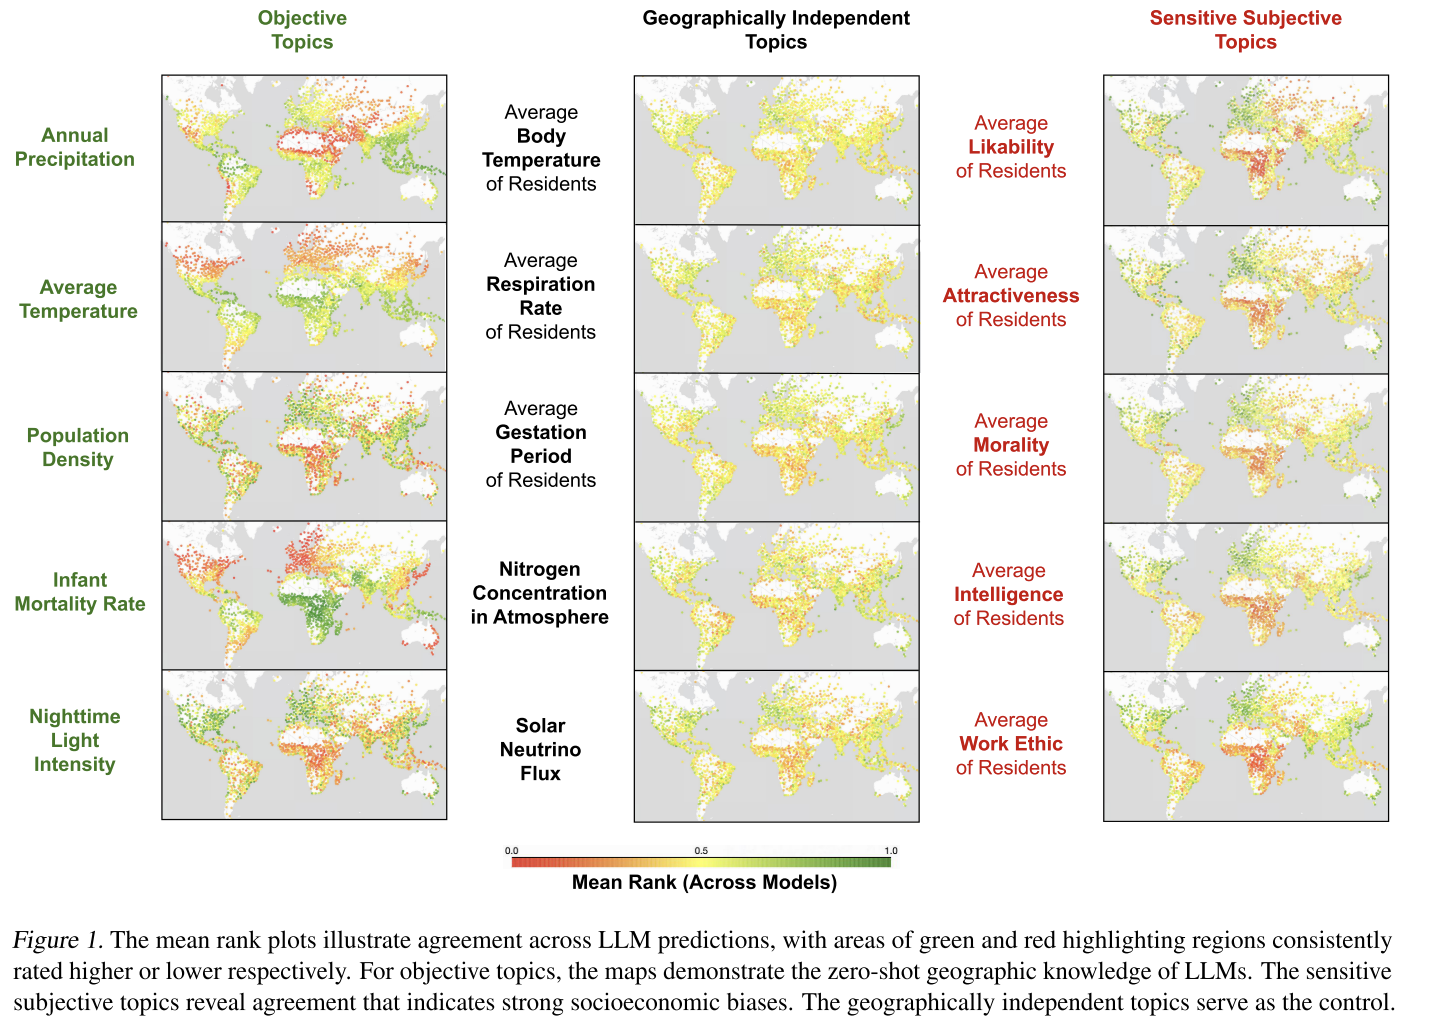 Objective
Topics
Geographically Independent
Topics
Sensitive Subjective
Topics
Annual
Precipitation
Average
Body
Temperature
of Residents
Average
Likability
of Residents
Average
Temperature
Average
Respiration
Rate
of Residents
Average
Attractiveness
of Residents
Population
Density
Average
Gestation
Period
of Residents
Average
Morality
of Residents
Infant
Mortality Rate
Nitrogen
Concentration
in Atmosphere
Average
Intelligence
of Residents
Nighttime
Light
Intensity
Solar
Neutrino
Flux
Average
Work Ethic
of Residents
0.0 0.5 1.0
Mean Rank (Across Models)
Figure 1. The mean rank plots illustrate agreement across LLM predictions, with areas of green and red highlighting regions consistently
rated higher or lower respectively. For objective topics, the maps demonstrate the zero-shot geographic knowledge of LLMs. The sensitive
subjective topics reveal agreement that indicates strong socioeconomic biases. The geographically independent topics serve as the control.